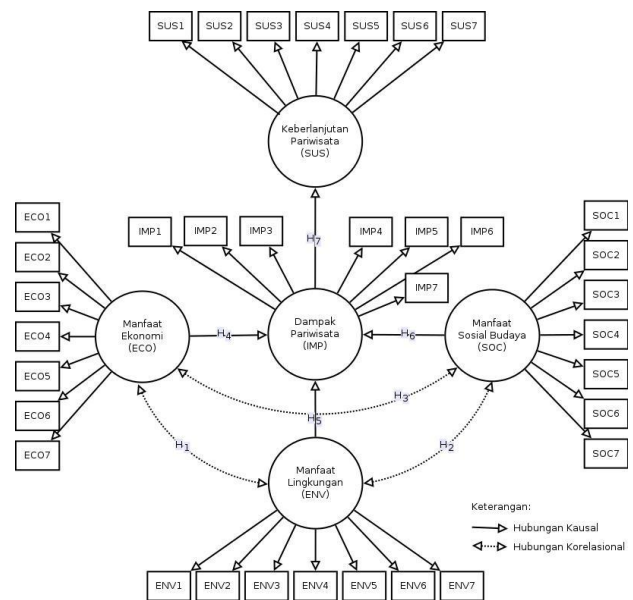 SUS1 SUS2 SUS3 SUS4 SUS5 SUS6 SUS7
Keberlanjutan
Pariwisata
(SUS)
H7
ECO1
ECO2
ECO3
ECO4
ECO5
ECO6
ECO7
IMP1 IMP2 IMP3 IMP4 IMP5 IMP6
IMP7
SOC1
SOC2
SOC3
SOC4
SOC5
SOC6
SOC7
Manfaat
Ekonomi
(ECO)
H4
Dampak
Pariwisata
(IMP)
H6
Manfaat
Sosial Budaya
(SOC)
H3
H5
H1
H2
Manfaat
Lingkungan
(ENV)
Keterangan:
Hubungan Kausal
Hubungan Korelasional
ENV1 ENV2 ENV3 ENV4 ENV5 ENV6 ENV7